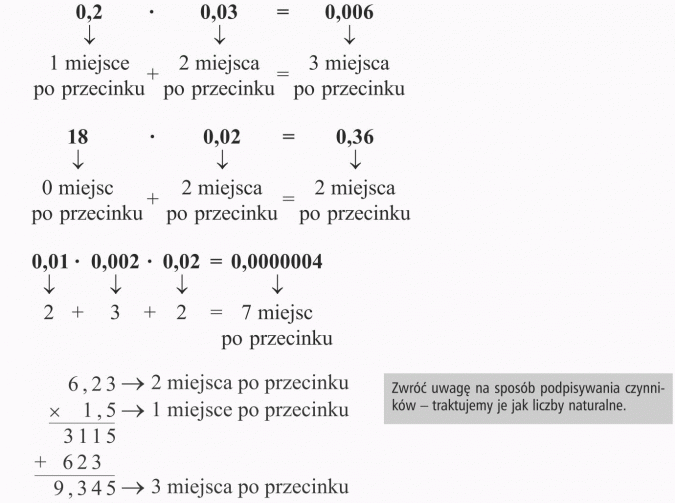 0,2 · 0,03 = 0,006
↓ ↓ ↓
1 miejsce + 2 miejsca = 3 miejsca
po przecinku po przecinku po przecinku
18 · 0,02 = 0,36
↓ ↓ ↓
0 miejsc + 2 miejsca = 2 miejsca
po przecinku po przecinku po przecinku
0,01 · 0,002 · 0,02 = 0,0000004
↓ ↓ ↓ ↓
2 + 3 + 2 = 7 miejsc
po przecinku
6,23 → 2 miejsca po przecinku
× 1,5 → 1 miejsce po przecinku
3115
+ 623
9,345 → 3 miejsca po przecinku
Zwróć uwagę na sposób podpisywania czynni-
ków – traktujemy je jak liczby naturalne.